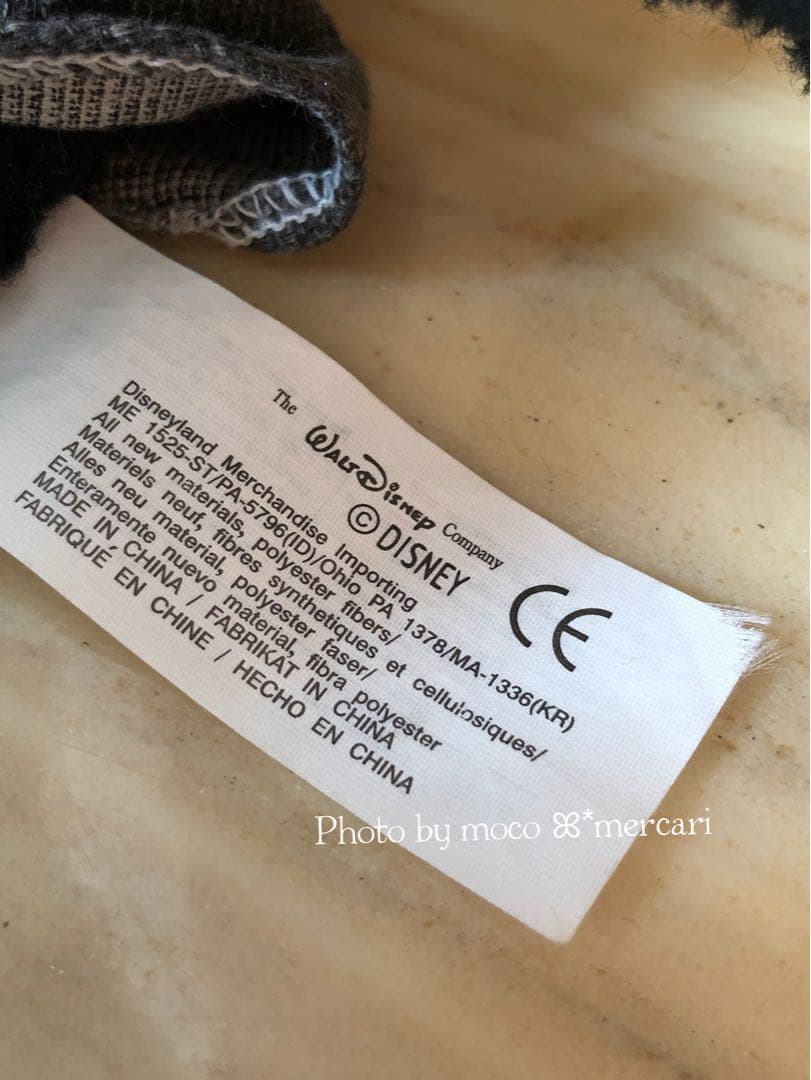 The WALT DISNEY Company
© DISNEY
CE
Disneyland Merchandise Importing
ME 1525-ST/PA-5796(ID)/Ohio PA 1378/MA-1336(KR)
All new materials, polyester fibers/
Materiels neuf, fibres synthetiques et cellulosiques/
Alles neu material, polyester faser/
Enteramente nuevo material, fibra polyester
MADE IN CHINA / FABRIKAT IN CHINA
FABRIQUÉ EN CHINE / HECHO EN CHINA
Photo by moco ꕤ*mercari